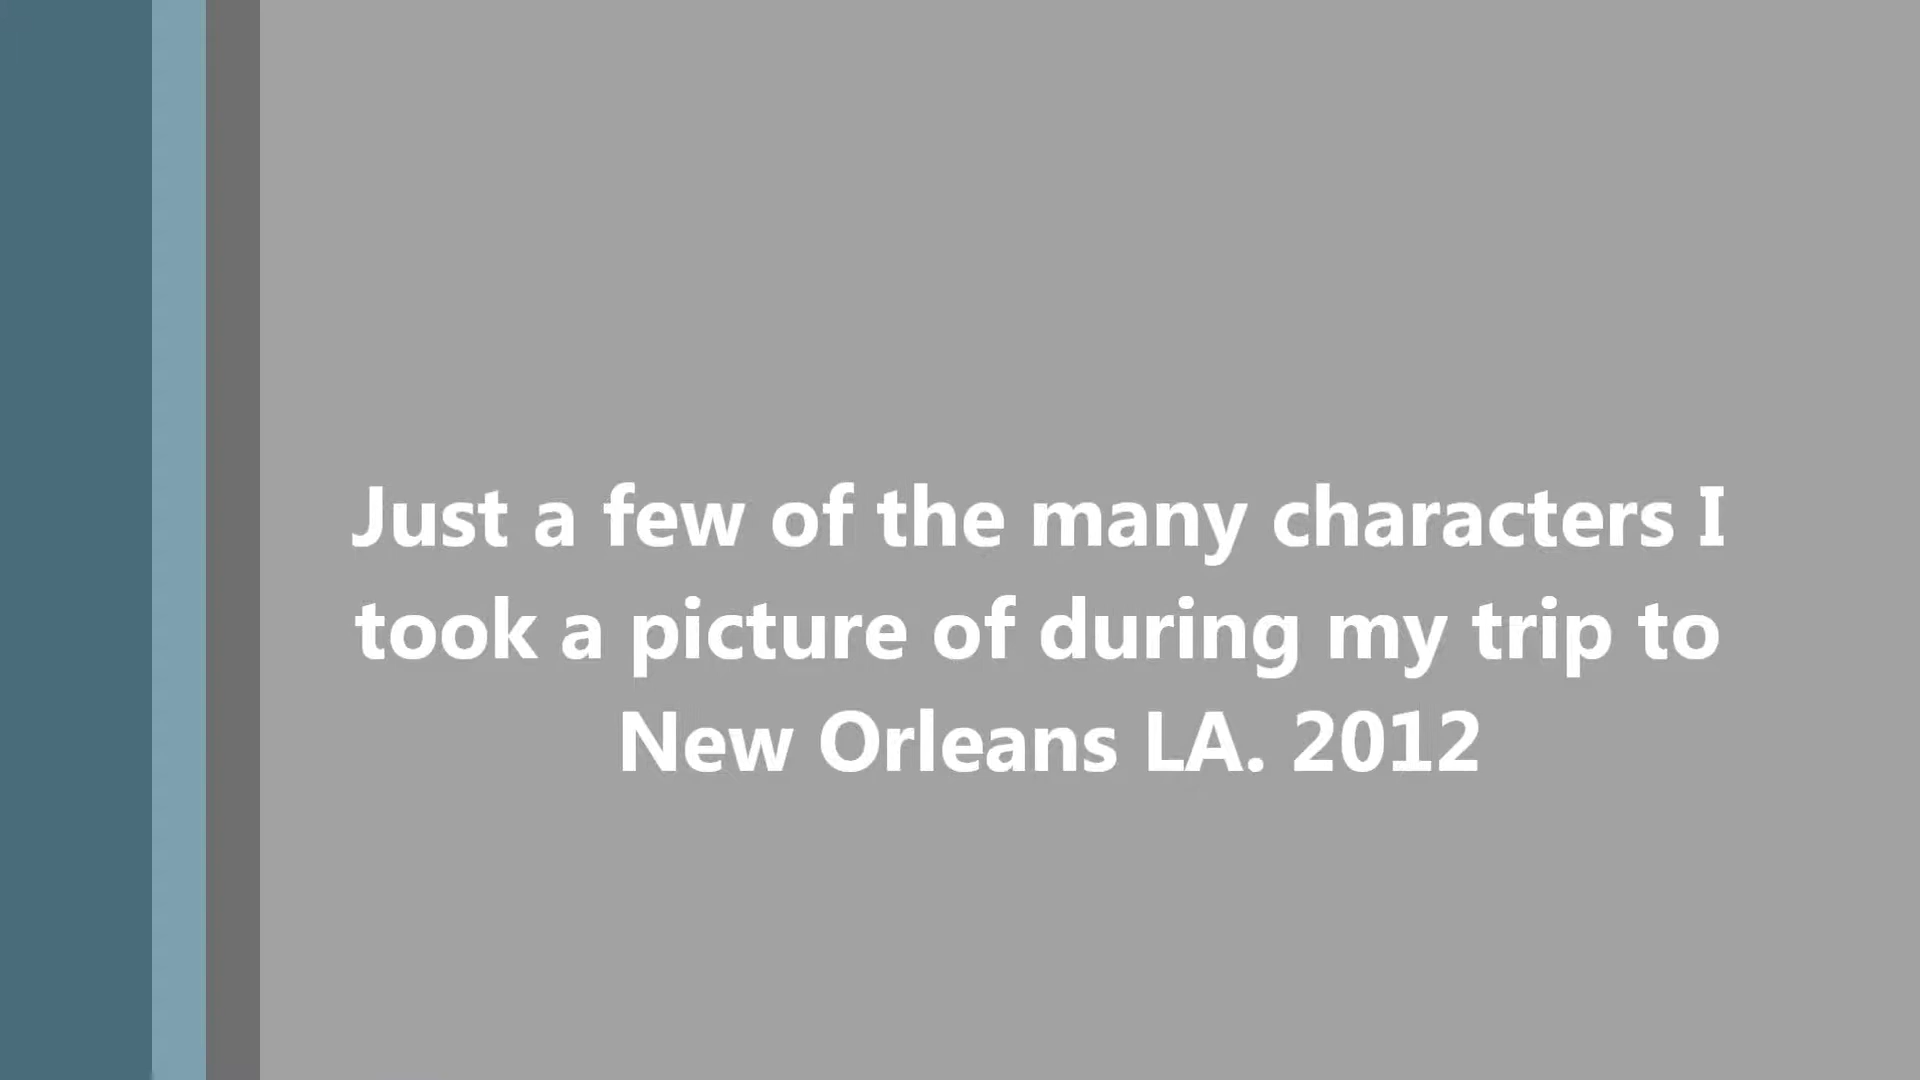 Just a few of the many characters I
took a picture of during my trip to
New Orleans LA. 2012